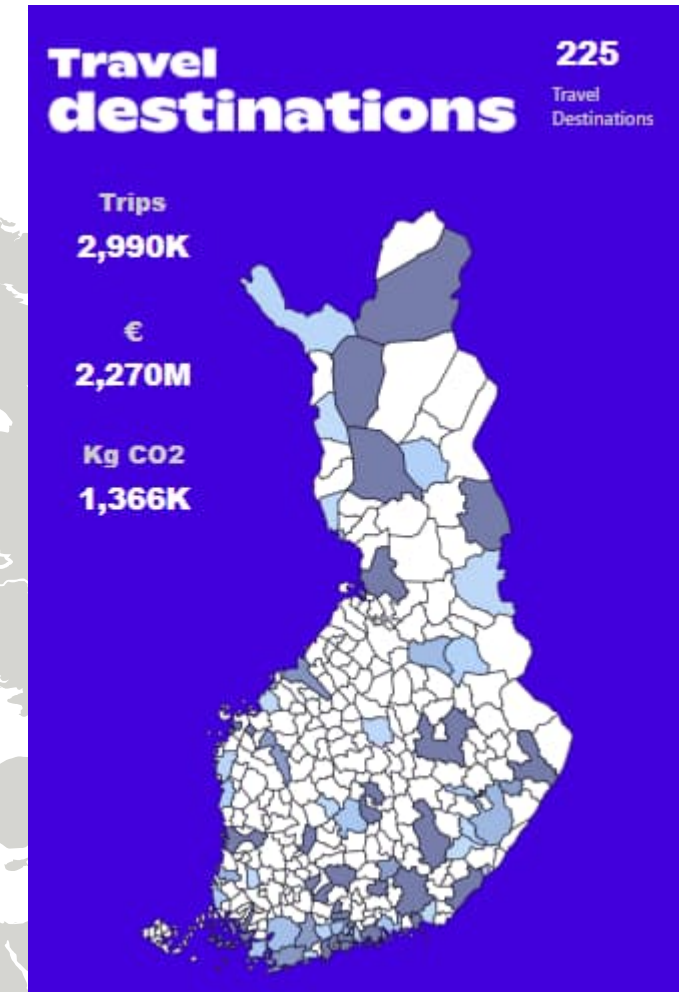 Travel
destinations
225
Travel
Destinations
Trips
2,990K
€
2,270M
Kg CO2
1,366K